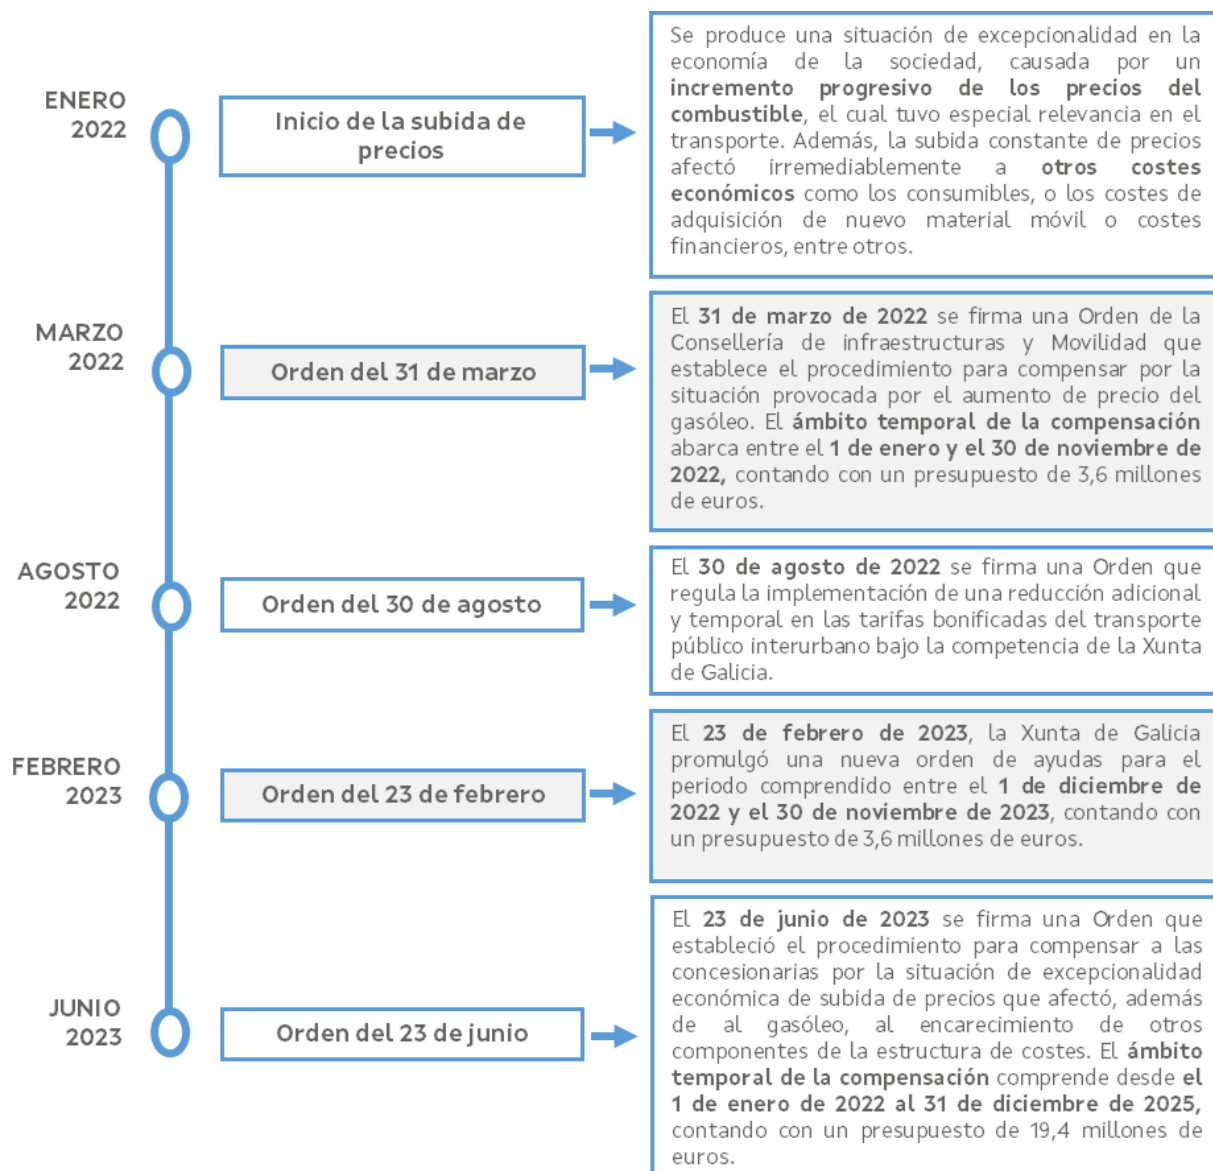 ENERO
2022
Inicio de la subida de
precios
Se produce una situación de excepcionalidad en la
economía de la sociedad, causada por un
incremento progresivo de los precios del
combustible, el cual tuvo especial relevancia en el
transporte. Además, la subida constante de precios
afectó irremediablemente a otros costes
económicos como los consumibles, o los costes de
adquisición de nuevo material móvil o costes
financieros, entre otros.
MARZO
2022
Orden del 31 de marzo
El 31 de marzo de 2022 se firma una Orden de la
Consellería de infraestructuras y Movilidad que
establece el procedimiento para compensar por la
situación provocada por el aumento de precio del
gasóleo. El ámbito temporal de la compensación
abarca entre el 1 de enero y el 30 de noviembre de
2022, contando con un presupuesto de 3,6 millones
de euros.
AGOSTO
2022
Orden del 30 de agosto
El 30 de agosto de 2022 se firma una Orden que
regula la implementación de una reducción adicional
y temporal en las tarifas bonificadas del transporte
público interurbano bajo la competencia de la Xunta
de Galicia.
FEBRERO
2023
Orden del 23 de febrero
El 23 de febrero de 2023, la Xunta de Galicia
promulgó una nueva orden de ayudas para el
periodo comprendido entre el 1 de diciembre de
2022 y el 30 de noviembre de 2023, contando con
un presupuesto de 3,6 millones de euros.
JUNIO
2023
Orden del 23 de junio
El 23 de junio de 2023 se firma una Orden que
estableció el procedimiento para compensar a las
concesionarias por la situación de excepcionalidad
económica de subida de precios que afectó, además
de al gasóleo, al encarecimiento de otros
componentes de la estructura de costes. El ámbito
temporal de la compensación comprende desde el
1 de enero de 2022 al 31 de diciembre de 2025,
contando con un presupuesto de 19,4 millones de
euros.